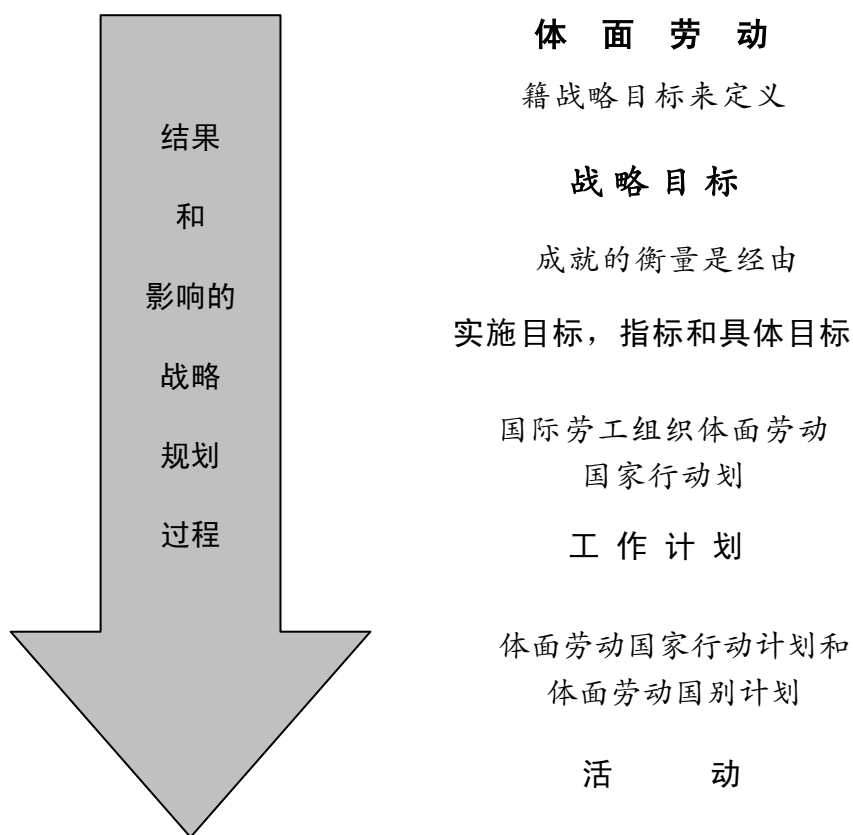 结果
和
影响的
战略
规划
过程
体 面 劳 动
籍战略目标来定义
战 略 目 标
成就的衡量是经由
实施目标，指标和具体目标
国际劳工组织体面劳动
国家行动划
工 作 计 划
体面劳动国家行动计划和
体面劳动国别计划
活 动